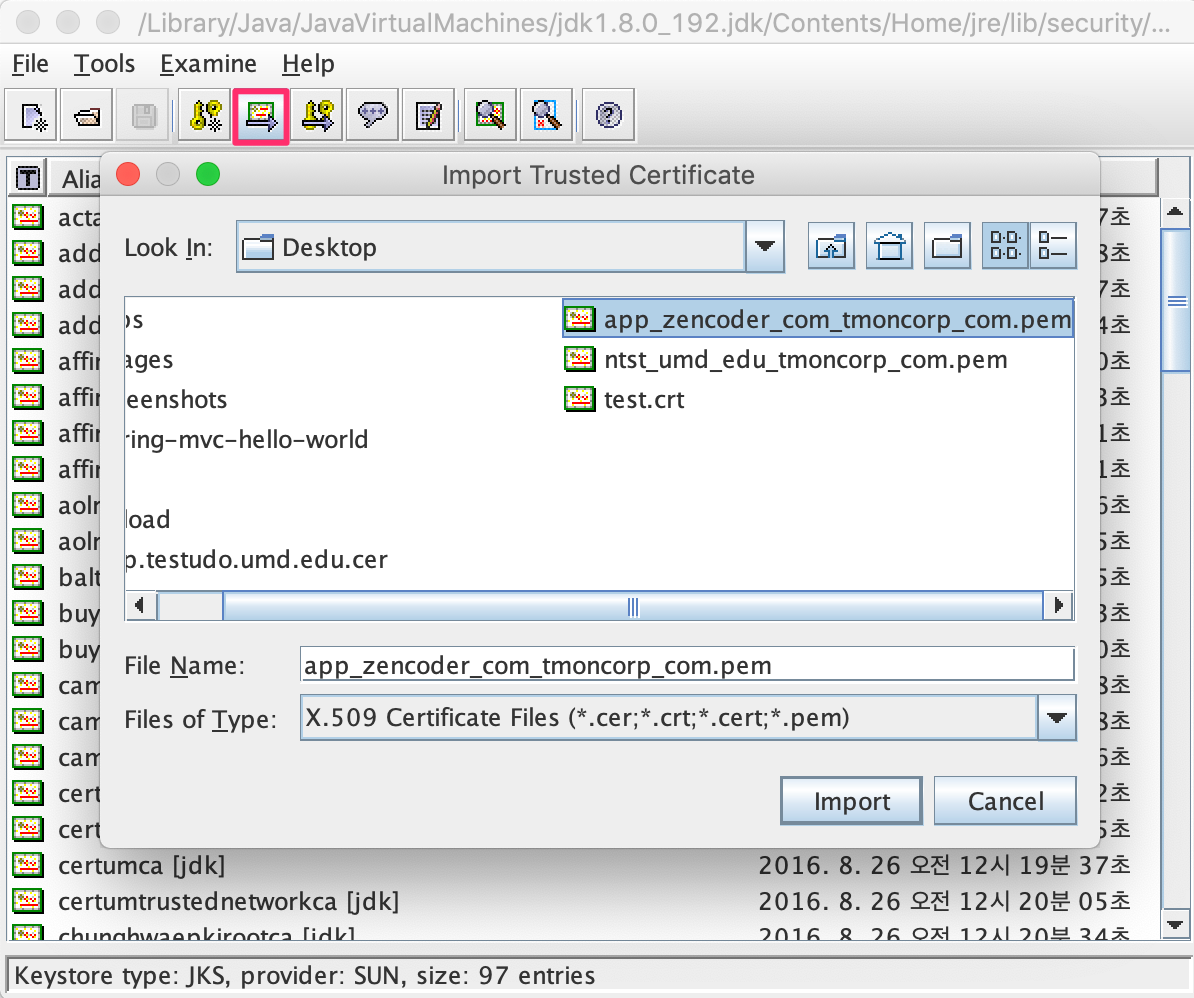 /Library/Java/JavaVirtualMachines/jdk1.8.0_192.jdk/Contents/Home/jre/lib/security/...
File Tools Examine Help
T Alia
Import Trusted Certificate
Look In: Desktop
acta 7초
add 8초
add 7초
add 4초
affir 0초
affir 3초
affir 1초
affir 1초
aolr 6초
aolr 5초
balt 5초
buy 3초
buy 0초
cam 8초
cam 8초
cam 6초
cert 2초
cert 5초
os
ages
eenshots
ring-mvc-hello-world
load
p.testudo.umd.edu.cer
app_zencoder_com_tmoncorp_com.pem
ntst_umd_edu_tmoncorp_com.pem
test.crt
File Name: app_zencoder_com_tmoncorp_com.pem
Files of Type: X.509 Certificate Files (*.cer;*.crt;*.cert;*.pem)
Import Cancel
certumca [jdk] 2016. 8. 26 오전 12시 19분 37초
certumtrustednetworkca [jdk] 2016. 8. 26 오전 12시 20분 05초
chunghwaepkirootca [jdk] 2016. 8. 26 오전 12시 20분 34초
Keystore type: JKS, provider: SUN, size: 97 entries